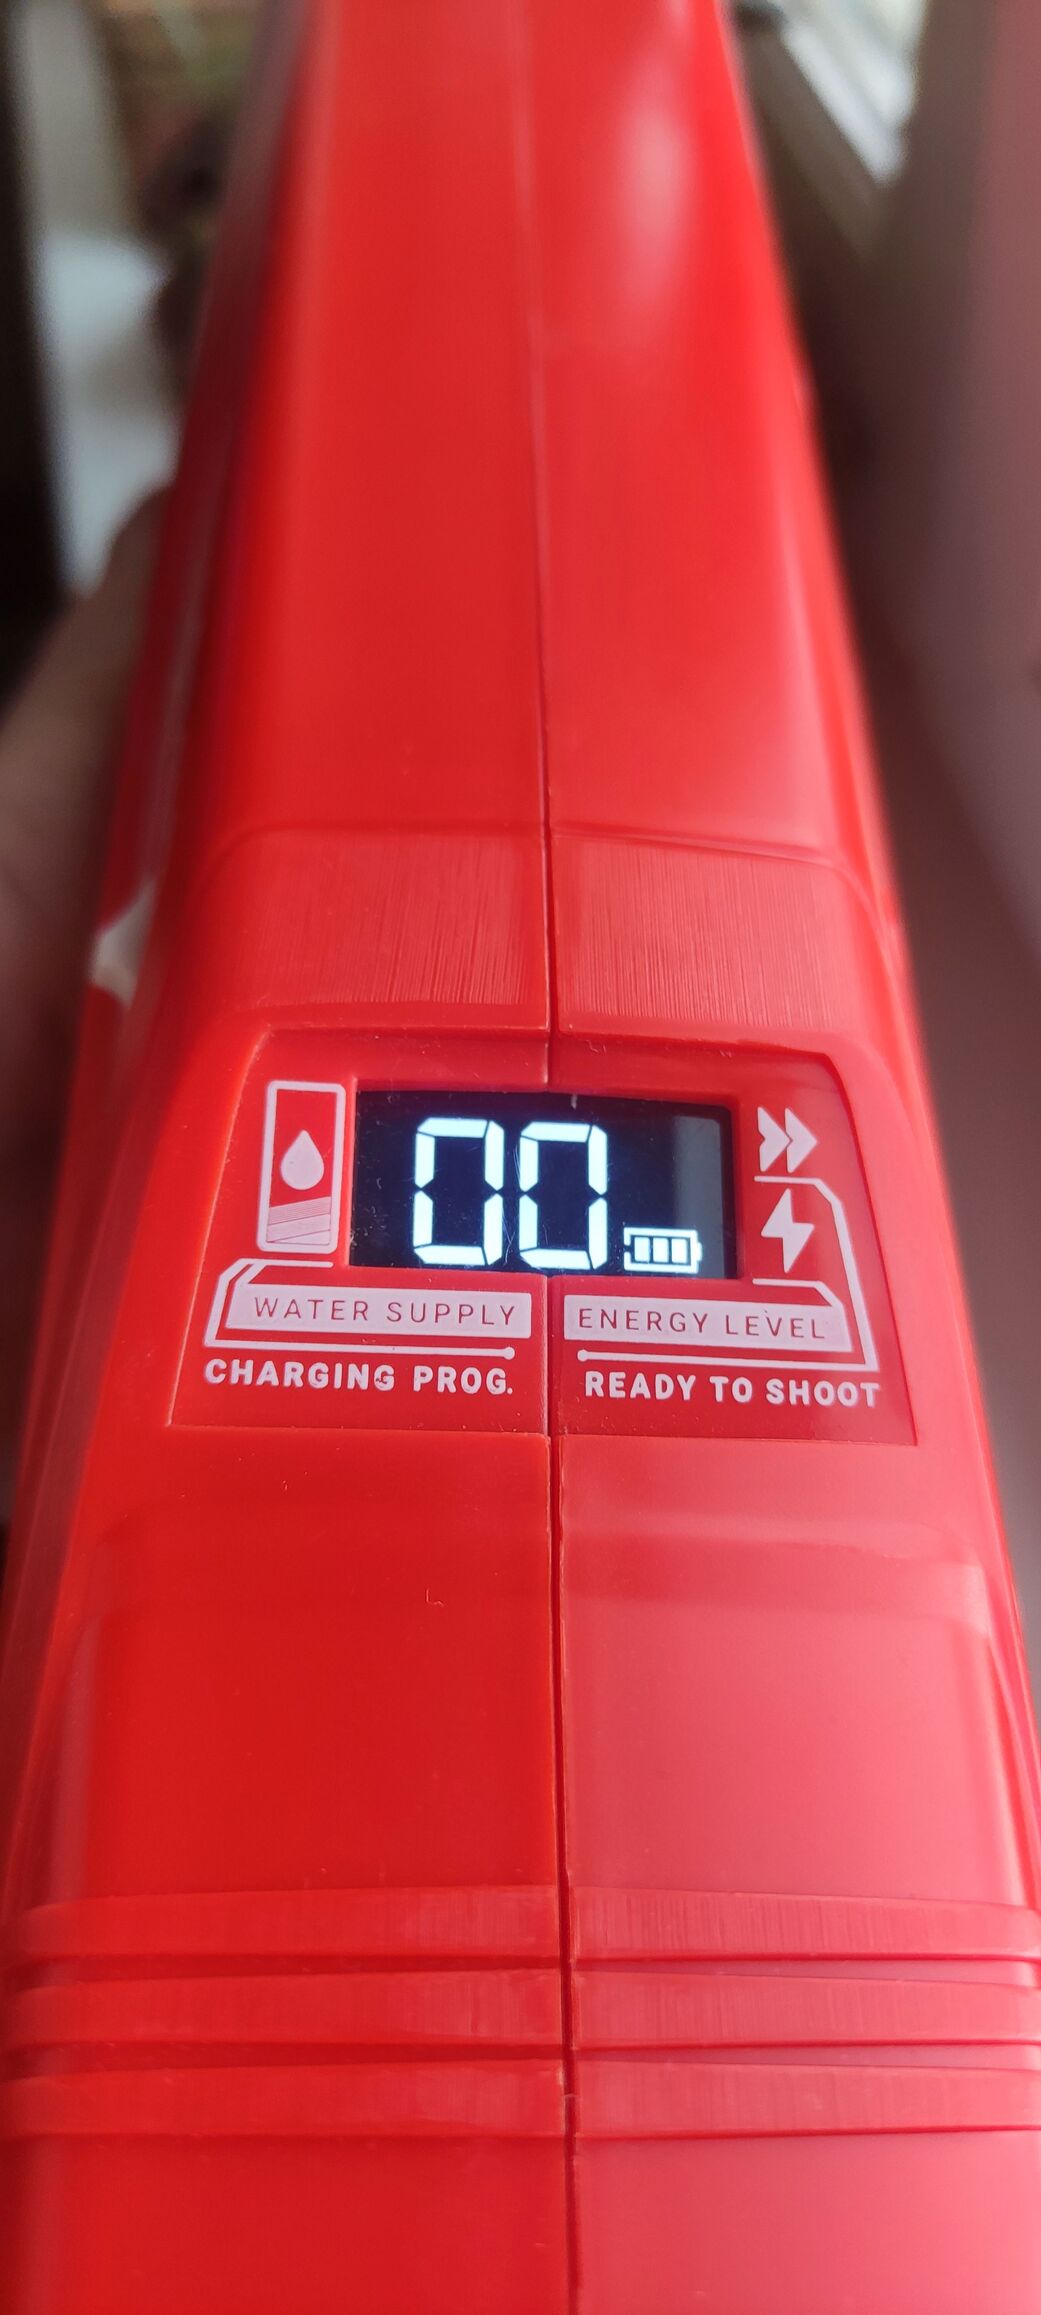 00
WATER SUPPLY
ENERGY LEVEL
CHARGING PROG.
READY TO SHOOT